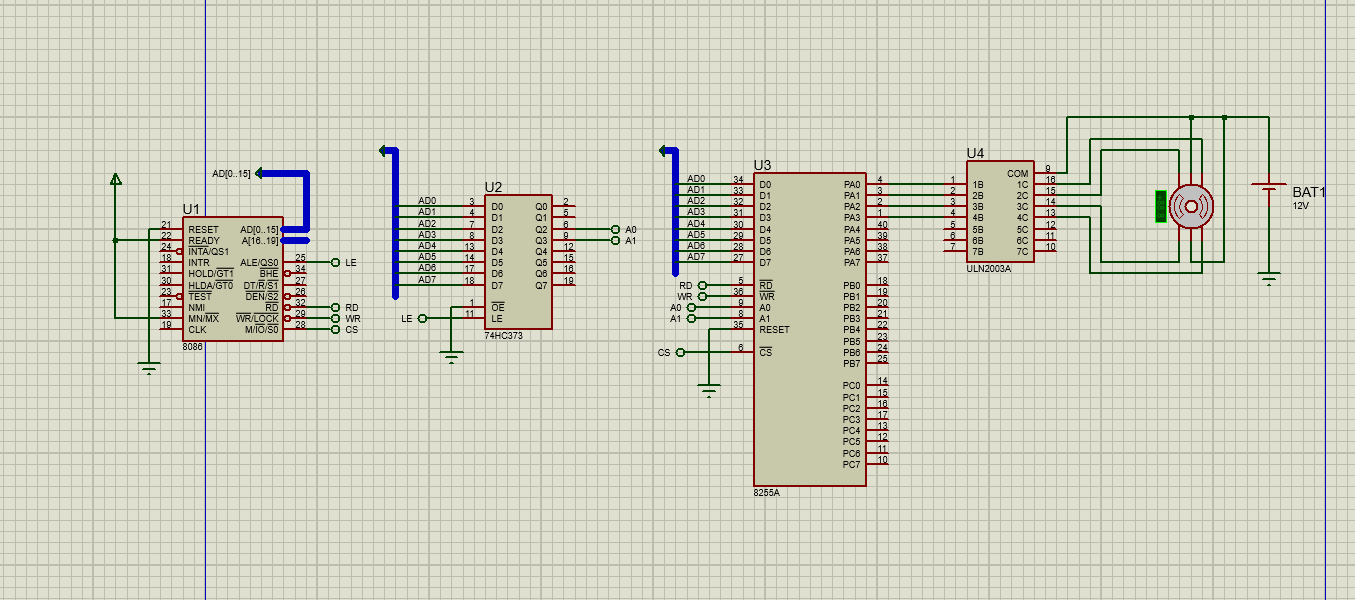 AD[0..15]
U1
21 RESET AD[0..15]
22 READY A[16..19]
24 INTA/QS1
18 INTR ALE/QS0 25 LE
31 HOLD/GT1 BHE 34
30 HLDA/GT0 DT/R/S1 27
23 TEST DEN/S2 26
17 NMI RD 32 RD
33 MN/MX WR/LOCK 29 WR
19 CLK M/IO/S0 28 CS
8086
U2
AD0 3 D0 Q0 2
AD1 4 D1 Q1 5
AD2 7 D2 Q2 6 A0
AD3 8 D3 Q3 9 A1
AD4 13 D4 Q4 12
AD5 14 D5 Q5 15
AD6 17 D6 Q6 16
AD7 18 D7 Q7 19
1 OE
LE 11 LE
74HC373
U3
AD0 34 D0 PA0 4
AD1 33 D1 PA1 3
AD2 32 D2 PA2 2
AD3 31 D3 PA3 1
AD4 30 D4 PA4 40
AD5 29 D5 PA5 39
AD6 28 D6 PA6 38
AD7 27 D7 PA7 37
RD 5 RD PB0 18
WR 36 WR PB1 19
A0 9 A0 PB2 20
A1 8 A1 PB3 21
35 RESET PB4 22
PB5 23
CS 6 CS PB6 24
PB7 25
PC0 14
PC1 15
PC2 16
PC3 17
PC4 13
PC5 12
PC6 11
PC7 10
8255A
U4
COM 9
1 1B 1C 16
2 2B 2C 15
3 3B 3C 14
4 4B 4C 13
5 5B 5C 12
6 6B 6C 11
7 7B 7C 10
ULN2003A
BAT1
12V